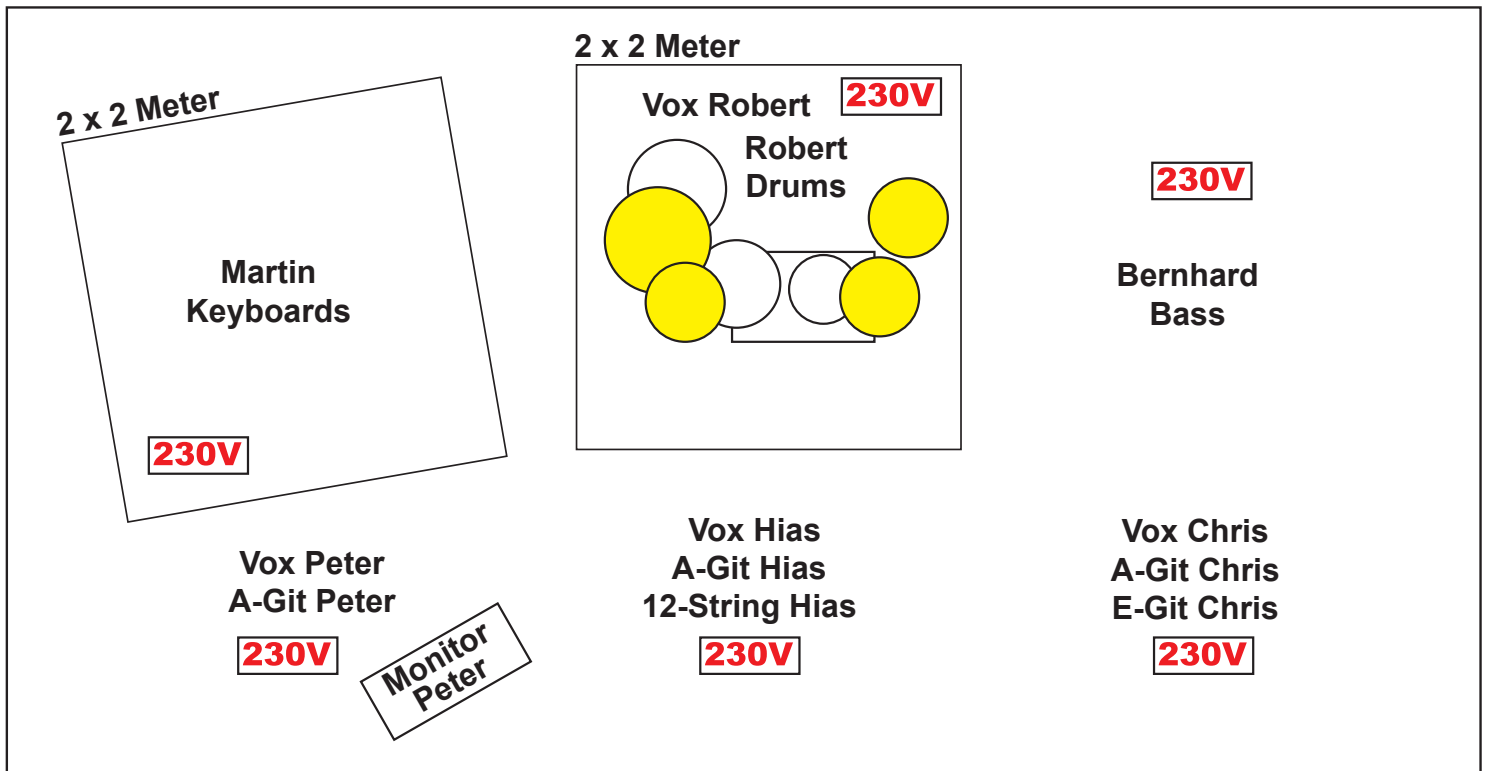 2 x 2 Meter
Martin
Keyboards
230V
2 x 2 Meter
Vox Robert
230V
Robert
Drums
230V
Bernhard
Bass
Vox Peter
A-Git Peter
230V
Monitor
Peter
Vox Hias
A-Git Hias
12-String Hias
230V
Vox Chris
A-Git Chris
E-Git Chris
230V